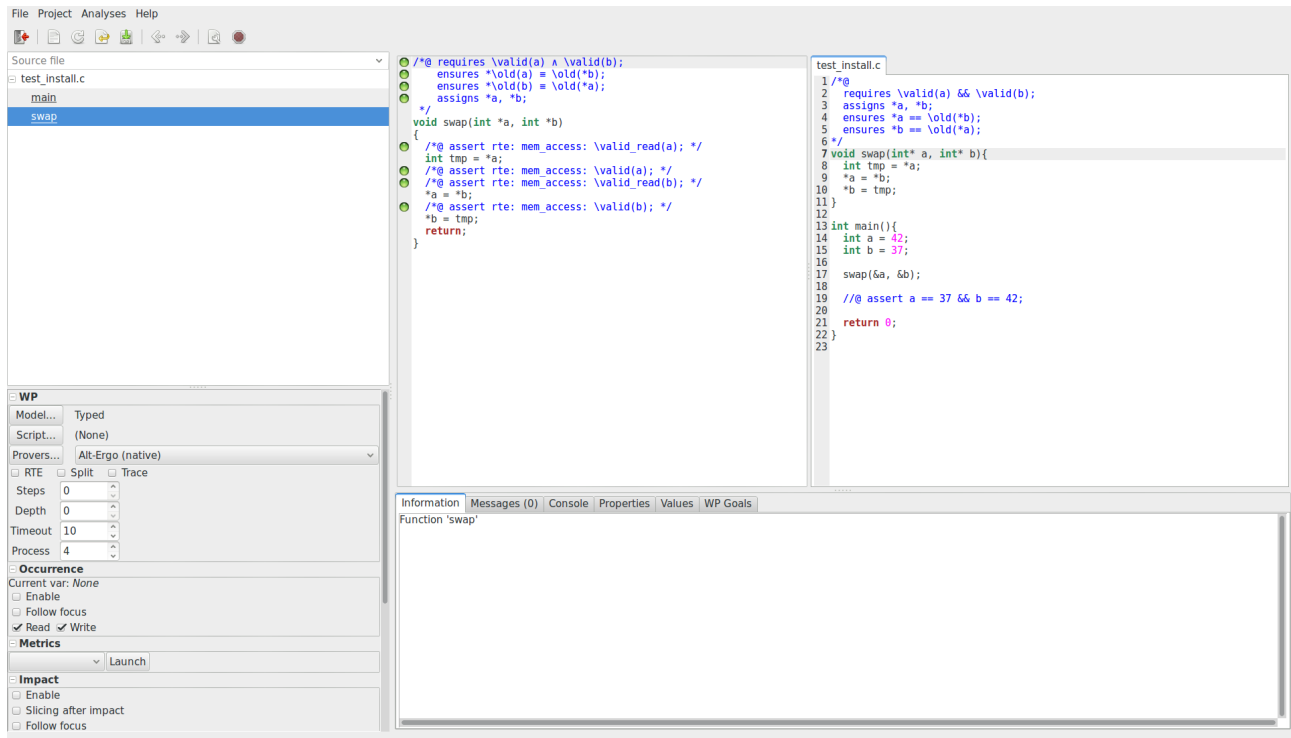 File Project Analyses Help
Source file
test_install.c
main
swap
/*@ requires \valid(a) ∧ \valid(b);
ensures *\old(a) ≡ \old(*b);
ensures *\old(b) ≡ \old(*a);
assigns *a, *b;
*/
void swap(int *a, int *b)
{
/*@ assert rte: mem_access: \valid_read(a); */
int tmp = *a;
/*@ assert rte: mem_access: \valid(a); */
/*@ assert rte: mem_access: \valid_read(b); */
*a = *b;
/*@ assert rte: mem_access: \valid(b); */
*b = tmp;
return;
}
test_install.c
1 /*@
2 requires \valid(a) && \valid(b);
3 assigns *a, *b;
4 ensures *a == \old(*b);
5 ensures *b == \old(*a);
6 */
7 void swap(int* a, int* b){
8 int tmp = *a;
9 *a = *b;
10 *b = tmp;
11 }
12
13 int main(){
14 int a = 42;
15 int b = 37;
16
17 swap(&a, &b);
18
19 //@ assert a == 37 && b == 42;
20
21 return 0;
22 }
23
WP
Model... Typed
Script... (None)
Provers... Alt-Ergo (native)
RTE Split Trace
Steps 0
Depth 0
Timeout 10
Process 4
Occurrence
Current var: None
Enable
Follow focus
Read Write
Metrics
Launch
Impact
Enable
Slicing after impact
Follow focus
Information Messages (0) Console Properties Values WP Goals
Function 'swap'